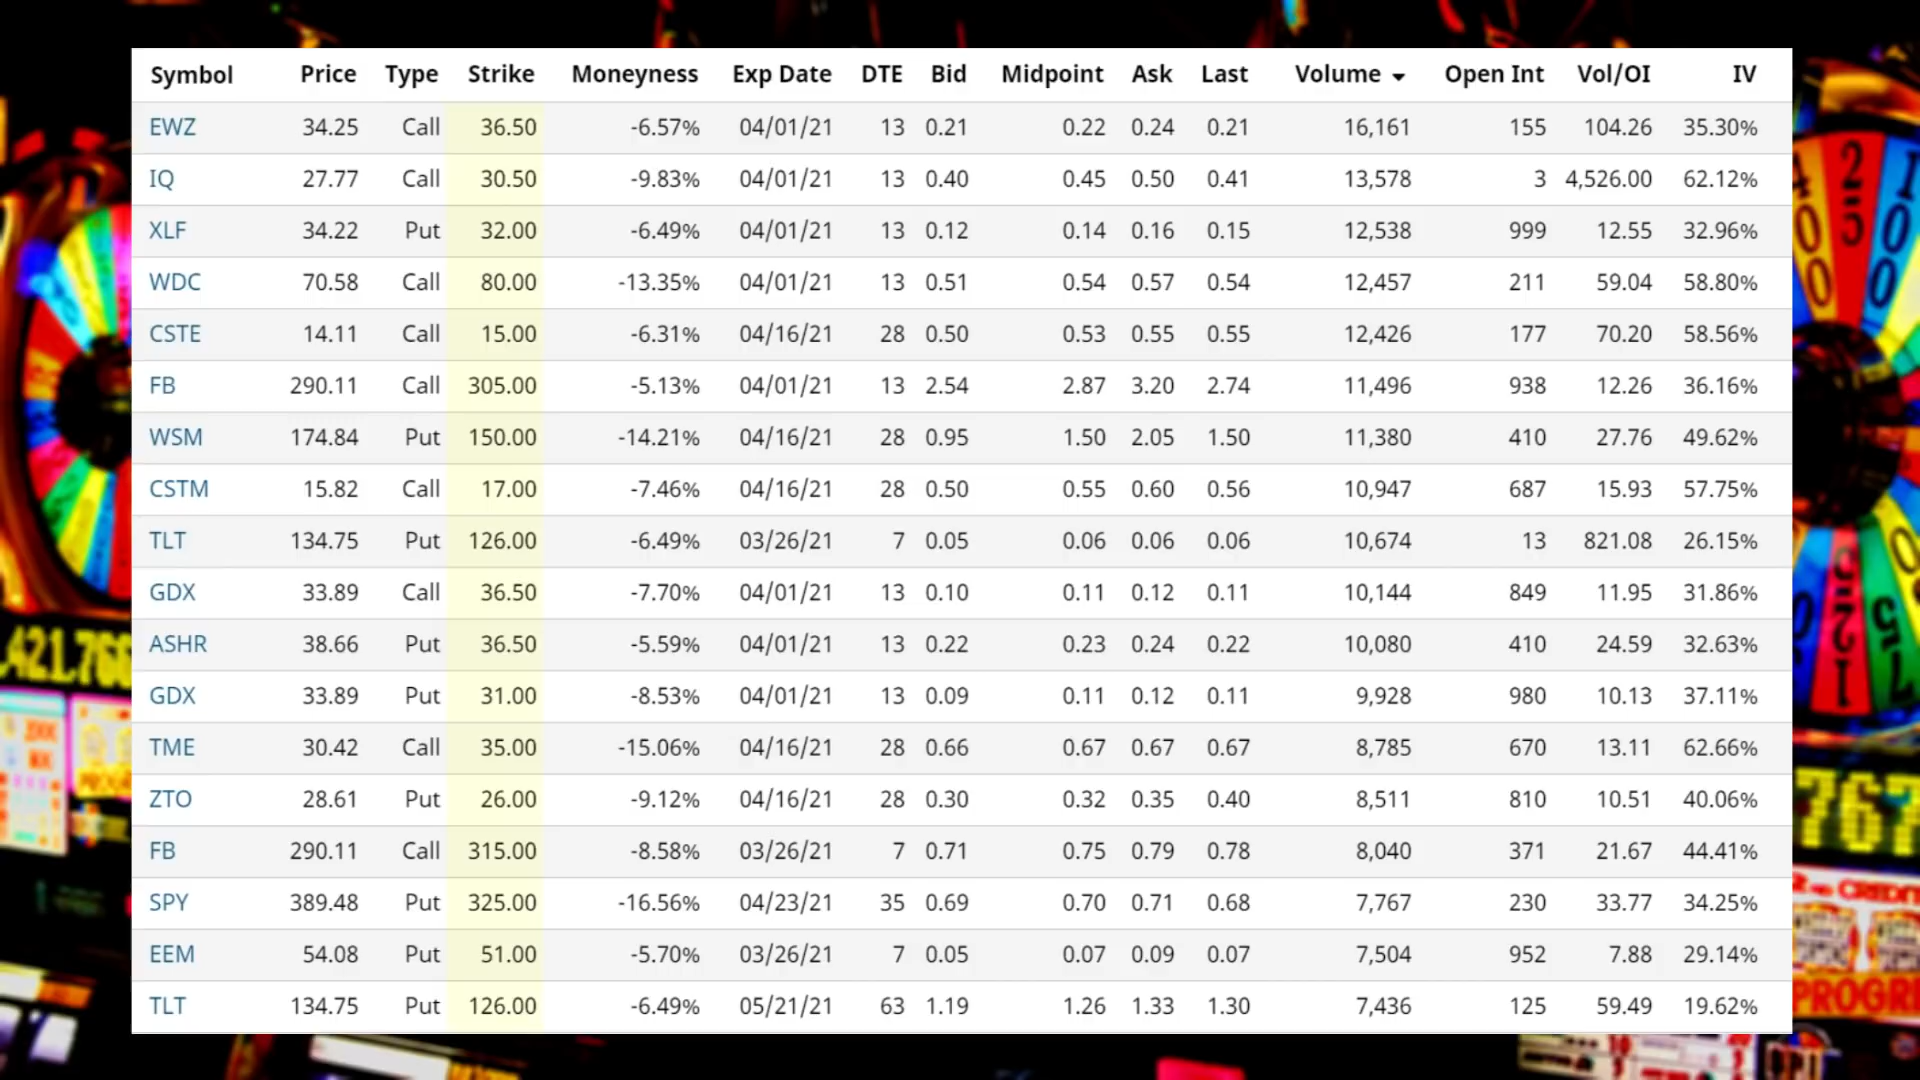 Symbol Price Type Strike Moneyness Exp Date DTE Bid Midpoint Ask Last Volume Open Int Vol/OI IV
EWZ 34.25 Call 36.50 -6.57% 04/01/21 13 0.21 0.22 0.24 0.21 16,161 155 104.26 35.30%
IQ 27.77 Call 30.50 -9.83% 04/01/21 13 0.40 0.45 0.50 0.41 13,578 3 4,526.00 62.12%
XLF 34.22 Put 32.00 -6.49% 04/01/21 13 0.12 0.14 0.16 0.15 12,538 999 12.55 32.96%
WDC 70.58 Call 80.00 -13.35% 04/01/21 13 0.51 0.54 0.57 0.54 12,457 211 59.04 58.80%
CSTE 14.11 Call 15.00 -6.31% 04/16/21 28 0.50 0.53 0.55 0.55 12,426 177 70.20 58.56%
FB 290.11 Call 305.00 -5.13% 04/01/21 13 2.54 2.87 3.20 2.74 11,496 938 12.26 36.16%
WSM 174.84 Put 150.00 -14.21% 04/16/21 28 0.95 1.50 2.05 1.50 11,380 410 27.76 49.62%
CSTM 15.82 Call 17.00 -7.46% 04/16/21 28 0.50 0.55 0.60 0.56 10,947 687 15.93 57.75%
TLT 134.75 Put 126.00 -6.49% 03/26/21 7 0.05 0.06 0.06 0.06 10,674 13 821.08 26.15%
GDX 33.89 Call 36.50 -7.70% 04/01/21 13 0.10 0.11 0.12 0.11 10,144 849 11.95 31.86%
ASHR 38.66 Put 36.50 -5.59% 04/01/21 13 0.22 0.23 0.24 0.22 10,080 410 24.59 32.63%
GDX 33.89 Put 31.00 -8.53% 04/01/21 13 0.09 0.11 0.12 0.11 9,928 980 10.13 37.11%
TME 30.42 Call 35.00 -15.06% 04/16/21 28 0.66 0.67 0.67 0.67 8,785 670 13.11 62.66%
ZTO 28.61 Put 26.00 -9.12% 04/16/21 28 0.30 0.32 0.35 0.40 8,511 810 10.51 40.06%
FB 290.11 Call 315.00 -8.58% 03/26/21 7 0.71 0.75 0.79 0.78 8,040 371 21.67 44.41%
SPY 389.48 Put 325.00 -16.56% 04/23/21 35 0.69 0.70 0.71 0.68 7,767 230 33.77 34.25%
EEM 54.08 Put 51.00 -5.70% 03/26/21 7 0.05 0.07 0.09 0.07 7,504 952 7.88 29.14%
TLT 134.75 Put 126.00 -6.49% 05/21/21 63 1.19 1.26 1.33 1.30 7,436 125 59.49 19.62%